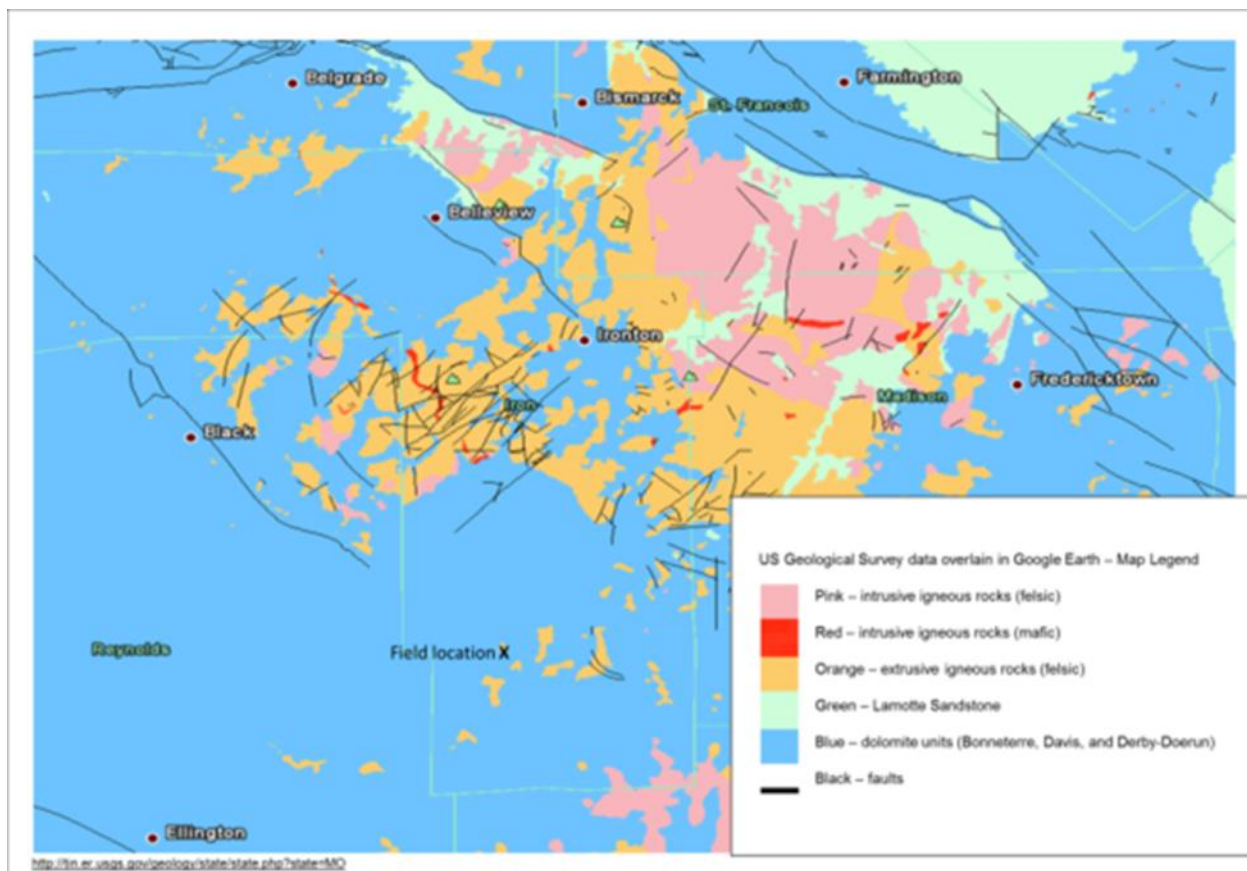 Belgrade
Farmington
Bismarck
St. Francois
Belleview
Ironton
Fredericktown
Madison
Iron
Black
US Geological Survey data overlain in Google Earth – Map Legend
Pink – intrusive igneous rocks (felsic)
Red – intrusive igneous rocks (mafic)
Orange – extrusive igneous rocks (felsic)
Green – Lamotte Sandstone
Blue – dolomite units (Bonneterre, Davis, and Derby-Doerun)
Black – faults
Reynolds
Field location X
Ellington
http://tin.er.usgs.gov/geology/state/state.php?state=MO